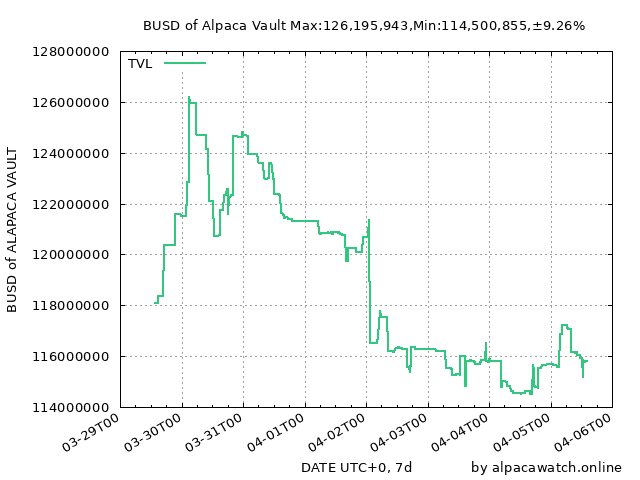 BUSD of Alpaca Vault Max:126,195,943,Min:114,500,855,±9.26%
TVL
128000000
126000000
124000000
122000000
120000000
118000000
116000000
114000000
BUSD of ALAPACA VAULT
03-29T00
03-30T00
03-31T00
04-01T00
04-02T00
04-03T00
04-04T00
04-05T00
04-06T00
DATE UTC+0, 7d
by alpacawatch.online